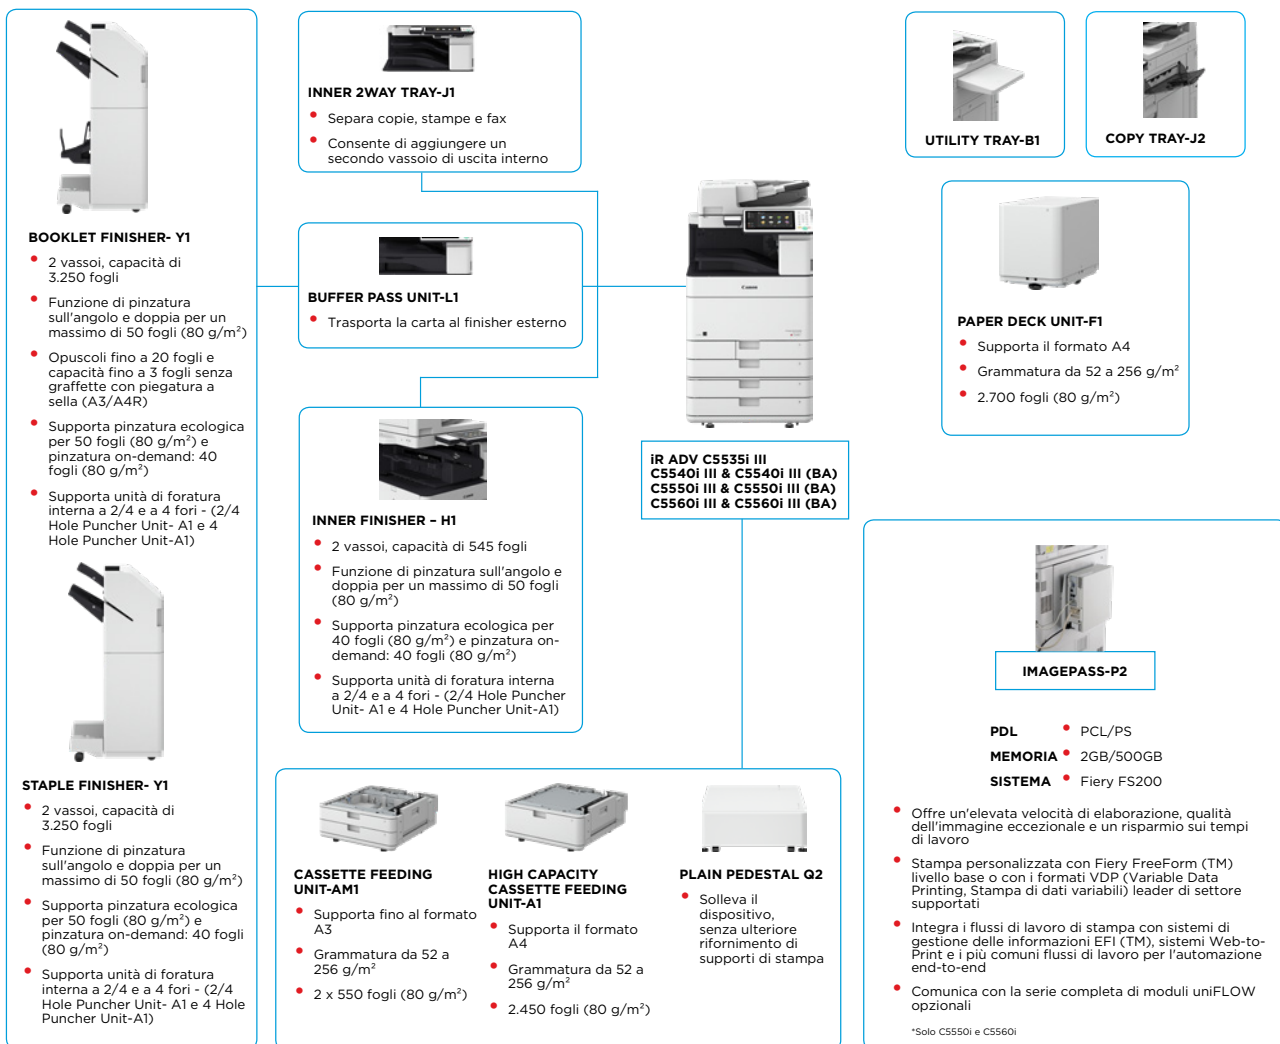 BOOKLET FINISHER- Y1
• 2 vassoi, capacità di
3.250 fogli
• Funzione di pinzatura
sull'angolo e doppia per un
massimo di 50 fogli (80 g/m²)
• Opuscoli fino a 20 fogli e
capacità fino a 3 fogli senza
graffette con piegatura a
sella (A3/A4R)
• Supporta pinzatura ecologica
per 50 fogli (80 g/m²) e
pinzatura on-demand: 40
fogli (80 g/m²)
• Supporta unità di foratura
interna a 2/4 e a 4 fori - (2/4
Hole Puncher Unit- A1 e 4
Hole Puncher Unit-A1)
STAPLE FINISHER- Y1
• 2 vassoi, capacità di
3.250 fogli
• Funzione di pinzatura
sull'angolo e doppia per un
massimo di 50 fogli (80 g/m²)
• Supporta pinzatura ecologica
per 50 fogli (80 g/m²) e
pinzatura on-demand: 40 fogli
(80 g/m²)
• Supporta unità di foratura
interna a 2/4 e a 4 fori - (2/4
Hole Puncher Unit- A1 e 4 Hole
Puncher Unit-A1)
INNER 2WAY TRAY-J1
• Separa copie, stampe e fax
• Consente di aggiungere un
secondo vassoio di uscita interno
BUFFER PASS UNIT-L1
• Trasporta la carta al finisher esterno
INNER FINISHER – H1
• 2 vassoi, capacità di 545 fogli
• Funzione di pinzatura sull'angolo e
doppia per un massimo di 50 fogli
(80 g/m²)
• Supporta pinzatura ecologica per
40 fogli (80 g/m²) e pinzatura on-
demand: 40 fogli (80 g/m²)
• Supporta unità di foratura interna
a 2/4 e a 4 fori - (2/4 Hole Puncher
Unit- A1 e 4 Hole Puncher Unit-A1)
Canon
iR ADV C5535i III
C5540i III & C5540i III (BA)
C5550i III & C5550i III (BA)
C5560i III & C5560i III (BA)
CASSETTE FEEDING
UNIT-AM1
• Supporta fino al formato
A3
• Grammatura da 52 a
256 g/m²
• 2 x 550 fogli (80 g/m²)
HIGH CAPACITY
CASSETTE FEEDING
UNIT-A1
• Supporta il formato
A4
• Grammatura da 52 a
256 g/m²
• 2.450 fogli (80 g/m²)
PLAIN PEDESTAL Q2
• Solleva il
dispositivo,
senza ulteriore
rifornimento di
supporti di stampa
UTILITY TRAY-B1
COPY TRAY-J2
PAPER DECK UNIT-F1
• Supporta il formato A4
• Grammatura da 52 a 256 g/m²
• 2.700 fogli (80 g/m²)
IMAGEPASS-P2
PDL • PCL/PS
MEMORIA • 2GB/500GB
SISTEMA • Fiery FS200
• Offre un'elevata velocità di elaborazione, qualità
dell'immagine eccezionale e un risparmio sui tempi
di lavoro
• Stampa personalizzata con Fiery FreeForm (TM)
livello base o con i formati VDP (Variable Data
Printing, Stampa di dati variabili) leader di settore
supportati
• Integra i flussi di lavoro di stampa con sistemi di
gestione delle informazioni EFI (TM), sistemi Web-to-
Print e i più comuni flussi di lavoro per l'automazione
end-to-end
• Comunica con la serie completa di moduli uniFLOW
opzionali
*Solo C5550i e C5560i